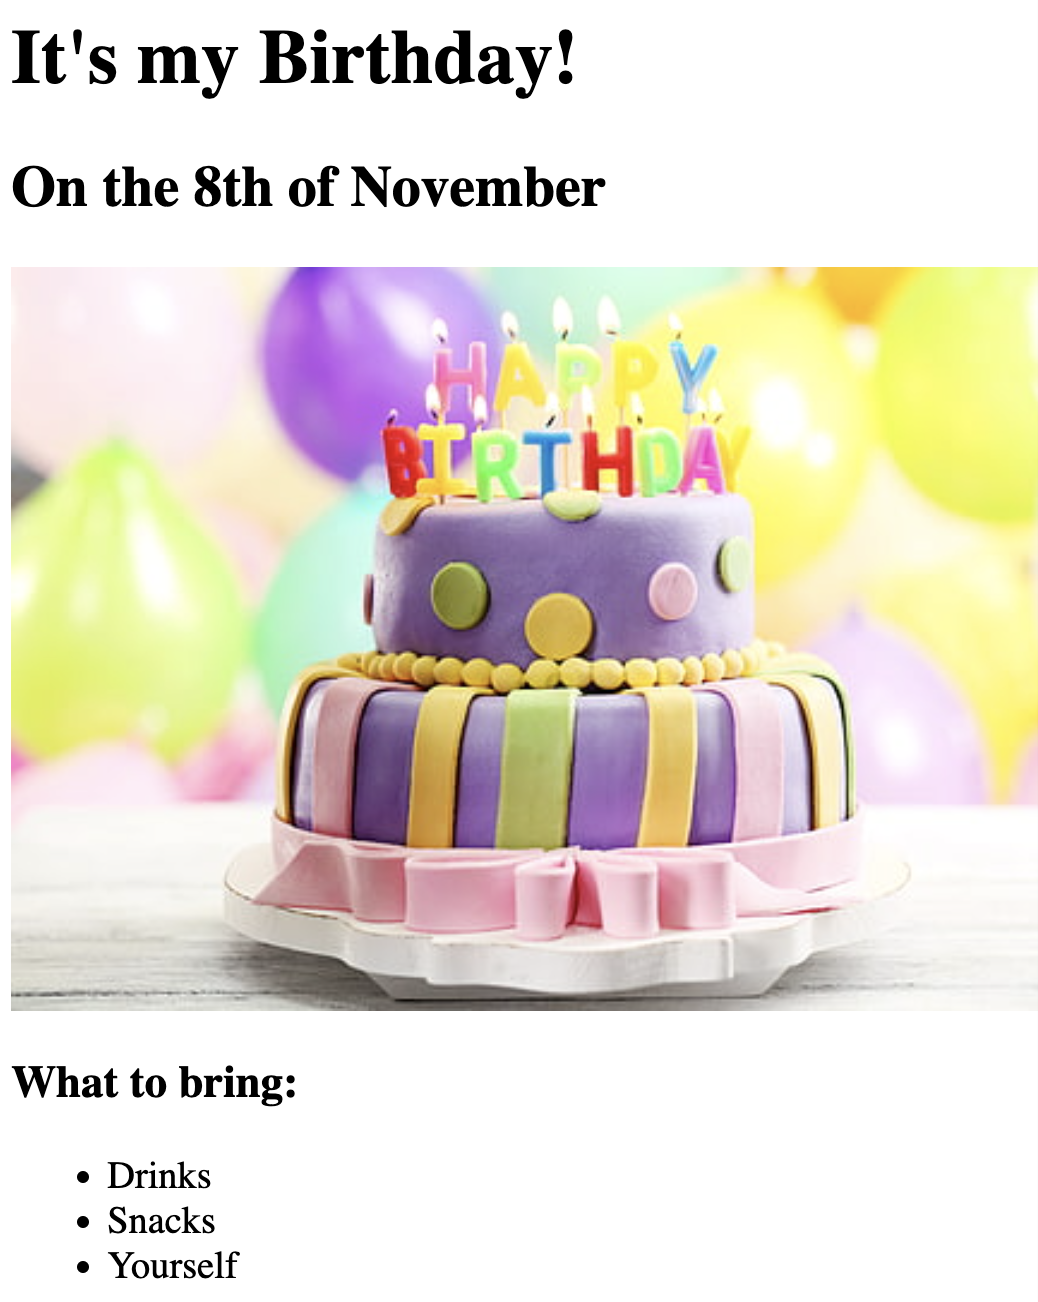 It's my Birthday!
On the 8th of November
HAPPY
BIRTHDAY
What to bring:
Drinks
Snacks
Yourself